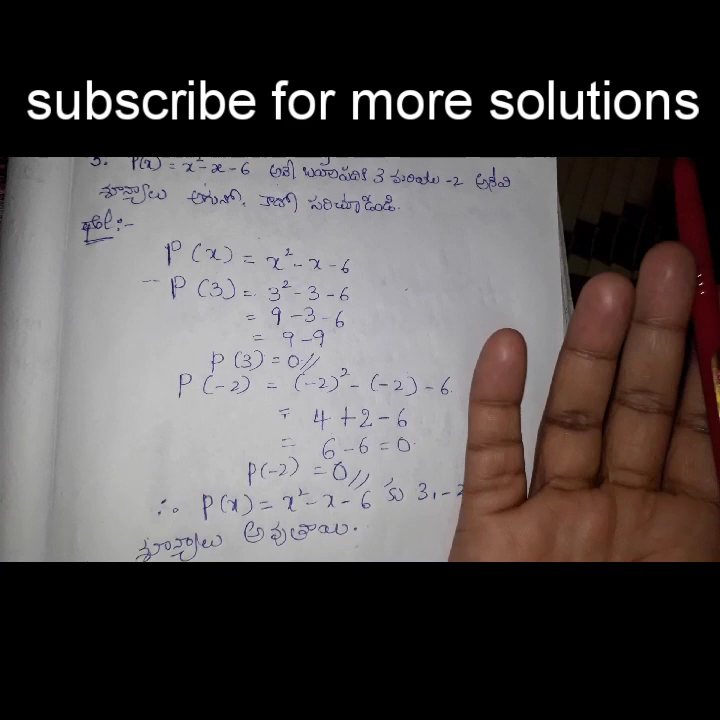 subscribe for more solutions
3. P(x) = x² - x - 6 అనే బహుపదికి 3 మరియు -2 అనేవి
శూన్యాలు అగునో, కాదో సరిచూడండి.
P(x) = x² - x - 6
P(3) = 3² - 3 - 6
= 9 - 3 - 6
= 9 - 9
P(3) = 0//
P(-2) = (-2)² - (-2) - 6
= 4 + 2 - 6
= 6 - 6 = 0.
P(-2) = 0//
∴ P(x) = x² - x - 6 కు 3, -2
శూన్యాలు అవుతాయి.